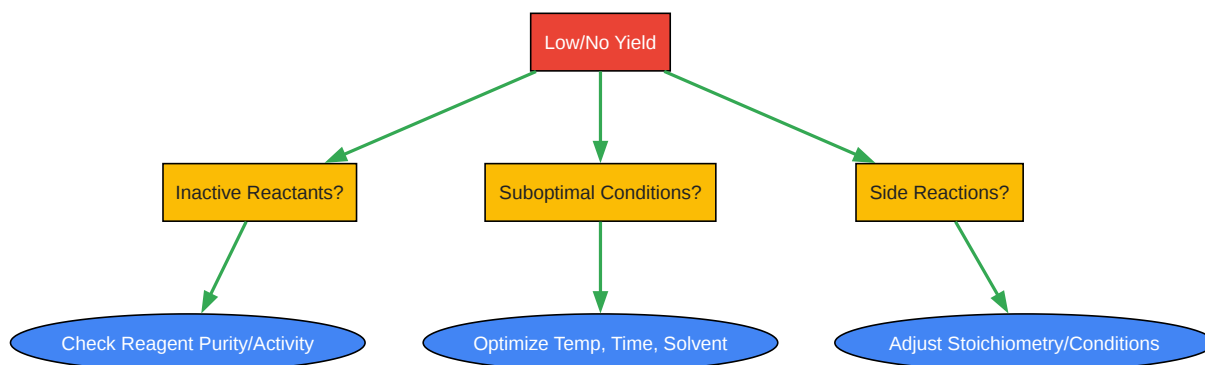 Low/No Yield
Inactive Reactants?
Suboptimal Conditions?
Side Reactions?
Check Reagent Purity/Activity
Optimize Temp, Time, Solvent
Adjust Stoichiometry/Conditions